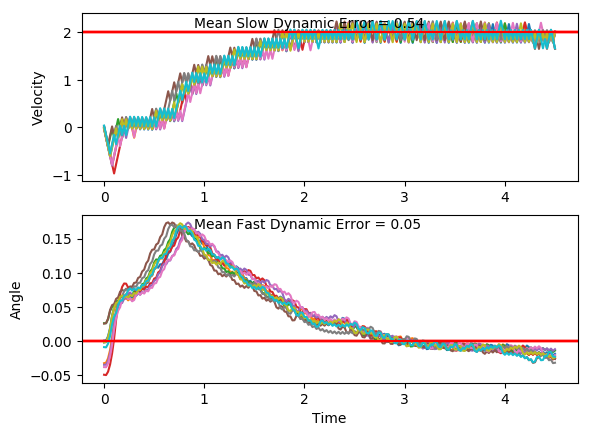 Mean Slow Dynamic Error = 0.54
2
1
0
−1
Velocity
0 1 2 3 4
Mean Fast Dynamic Error = 0.05
0.15
0.10
0.05
0.00
−0.05
Angle
0 1 2 3 4
Time